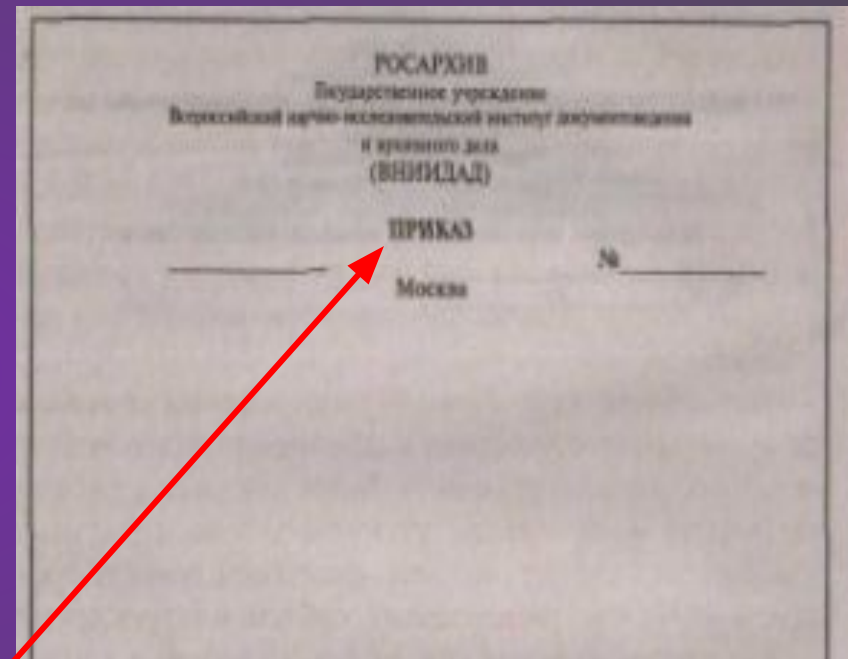 РОСАРХИВ
Государственное учреждение
Всероссийский научно-исследовательский институт документоведения
и архивного дела
(ВНИИДАД)
ПРИКАЗ
№
Москва